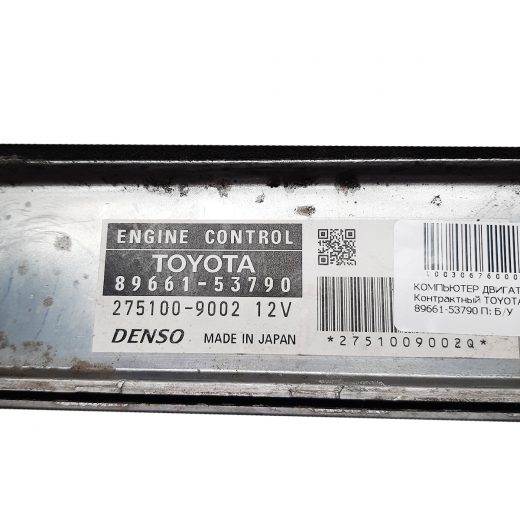 ENGINE CONTROL
TOYOTA
89661-53790
275100-9002 12V
DENSO MADE IN JAPAN
*2751009002Q*
10030676000
КОМПЬЮТЕР ДВИГАТ
Контрактный TOYOTA
89661-53790 П: Б/У